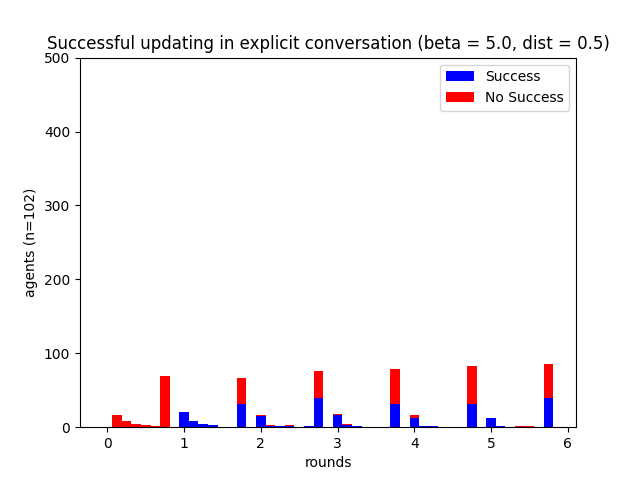 Successful updating in explicit conversation (beta = 5.0, dist = 0.5)
Success
No Success
500
400
300
200
100
0
agents (n=102)
0 1 2 3 4 5 6
rounds